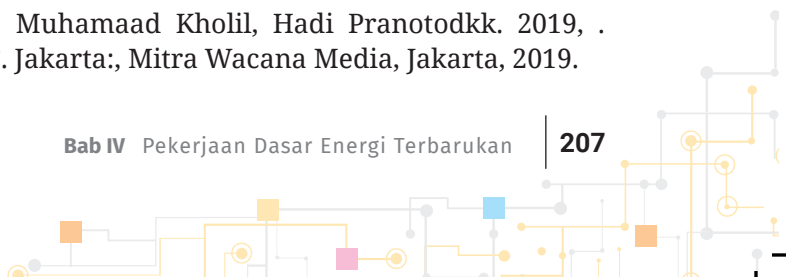 Muhamaad Kholil, Hadi Pranotodkk. 2019, .
. Jakarta:, Mitra Wacana Media, Jakarta, 2019.
Bab IV Pekerjaan Dasar Energi Terbarukan 207